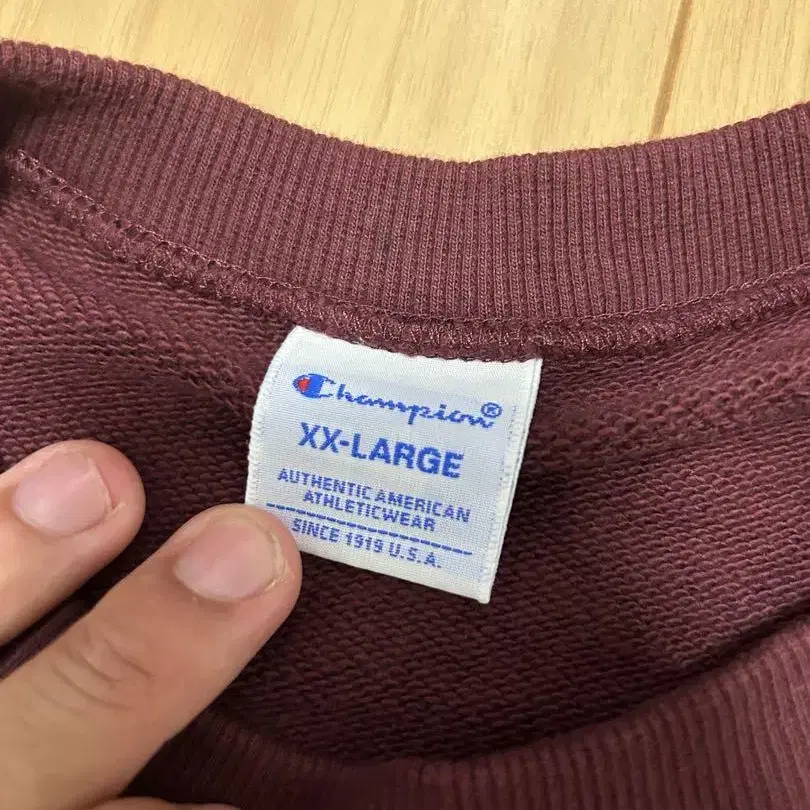 Champion®
XX-LARGE
AUTHENTIC AMERICAN
ATHLETICWEAR
SINCE 1919 U.S.A.